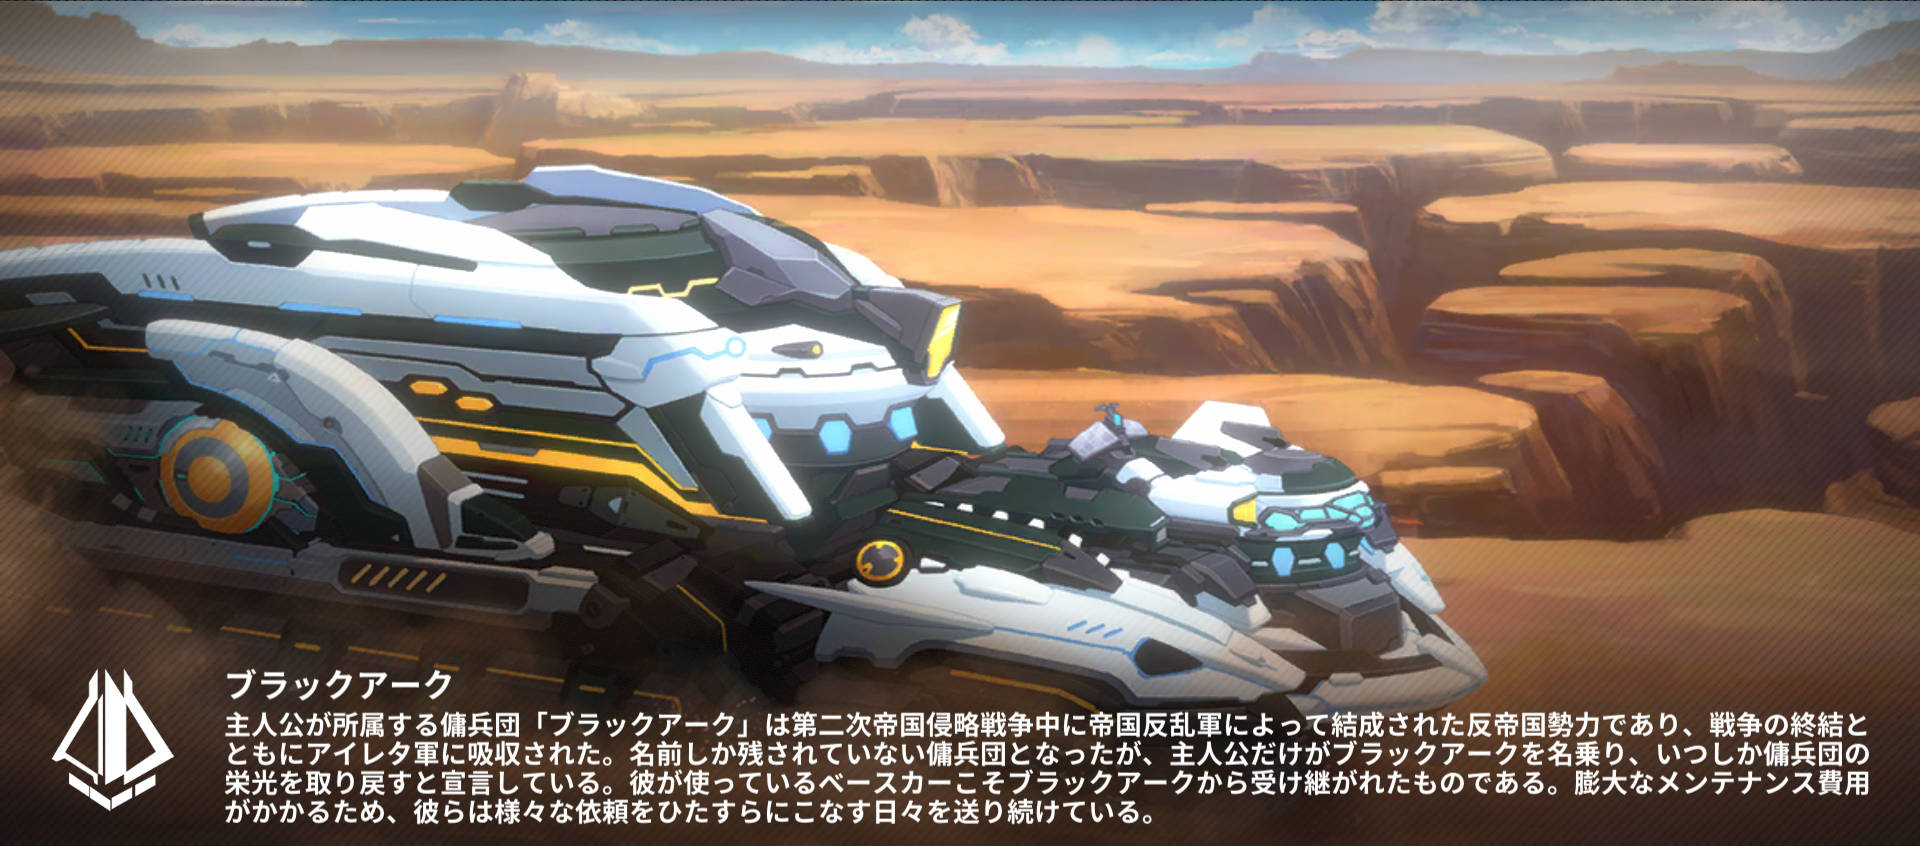 ブラックアーク
主人公が所属する傭兵団「ブラックアーク」は第二次帝国侵略戦争中に帝国反乱軍によって結成された反帝国勢力であり、戦争の終結と
ともにアイレタ軍に吸収された。名前しか残されていない傭兵団となったが、主人公だけがブラックアークを名乗り、いつしか傭兵団の
栄光を取り戻すと宣言している。彼が使っているベースカーこそブラックアークから受け継がれたものである。膨大なメンテナンス費用
がかかるため、彼らは様々な依頼をひたすらにこなす日々を送り続けている。